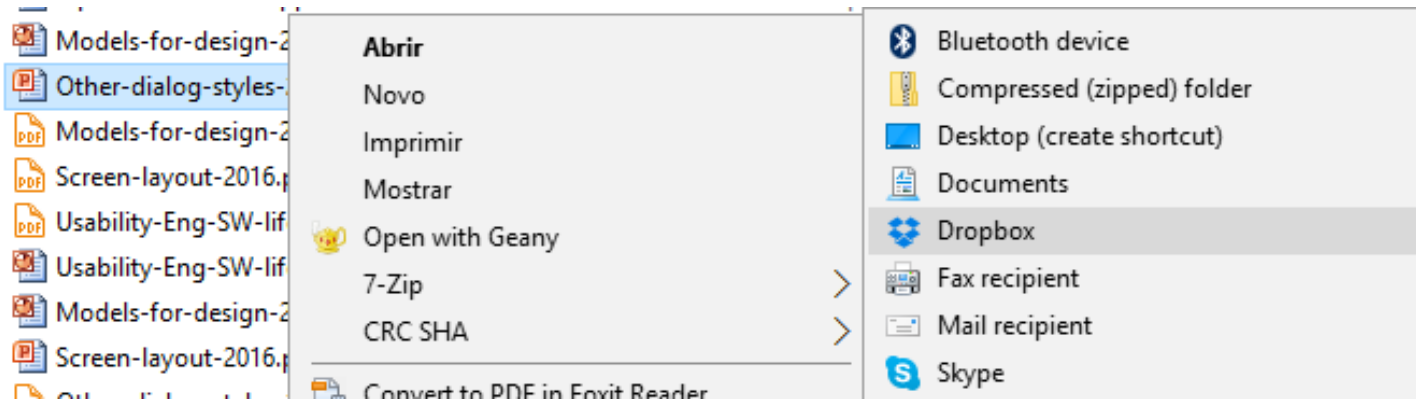 Models-for-design-2
Other-dialog-styles-
Models-for-design-2
Screen-layout-2016.p
Usability-Eng-SW-lif
Usability-Eng-SW-lif
Models-for-design-2
Screen-layout-2016.p
Abrir
Novo
Imprimir
Mostrar
Open with Geany
7-Zip
CRC SHA
Convert to PDF in Foxit Reader
Bluetooth device
Compressed (zipped) folder
Desktop (create shortcut)
Documents
Dropbox
Fax recipient
Mail recipient
Skype